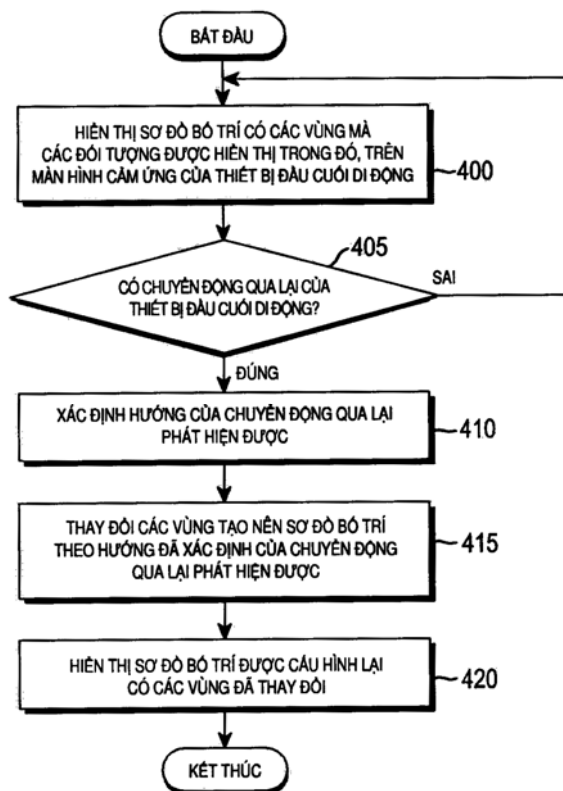 BẮT ĐẦU
HIỂN THỊ SƠ ĐỒ BỐ TRÍ CÓ CÁC VÙNG MÀ
CÁC ĐỐI TƯỢNG ĐƯỢC HIỂN THỊ TRONG ĐÓ, TRÊN
MÀN HÌNH CẢM ỨNG CỦA THIẾT BỊ ĐẦU CUỐI DI ĐỘNG
400
405
CÓ CHUYỂN ĐỘNG QUA LẠI CỦA
THIẾT BỊ ĐẦU CUỐI DI ĐỘNG?
SAI
ĐÚNG
XÁC ĐỊNH HƯỚNG CỦA CHUYỂN ĐỘNG QUA LẠI
PHÁT HIỆN ĐƯỢC
410
THAY ĐỔI CÁC VÙNG TẠO NÊN SƠ ĐỒ BỐ TRÍ
THEO HƯỚNG ĐÃ XÁC ĐỊNH CỦA CHUYỂN ĐỘNG
QUA LẠI PHÁT HIỆN ĐƯỢC
415
HIỂN THỊ SƠ ĐỒ BỐ TRÍ ĐƯỢC CẤU HÌNH LẠI
CÓ CÁC VÙNG ĐÃ THAY ĐỔI
420
KẾT THÚC